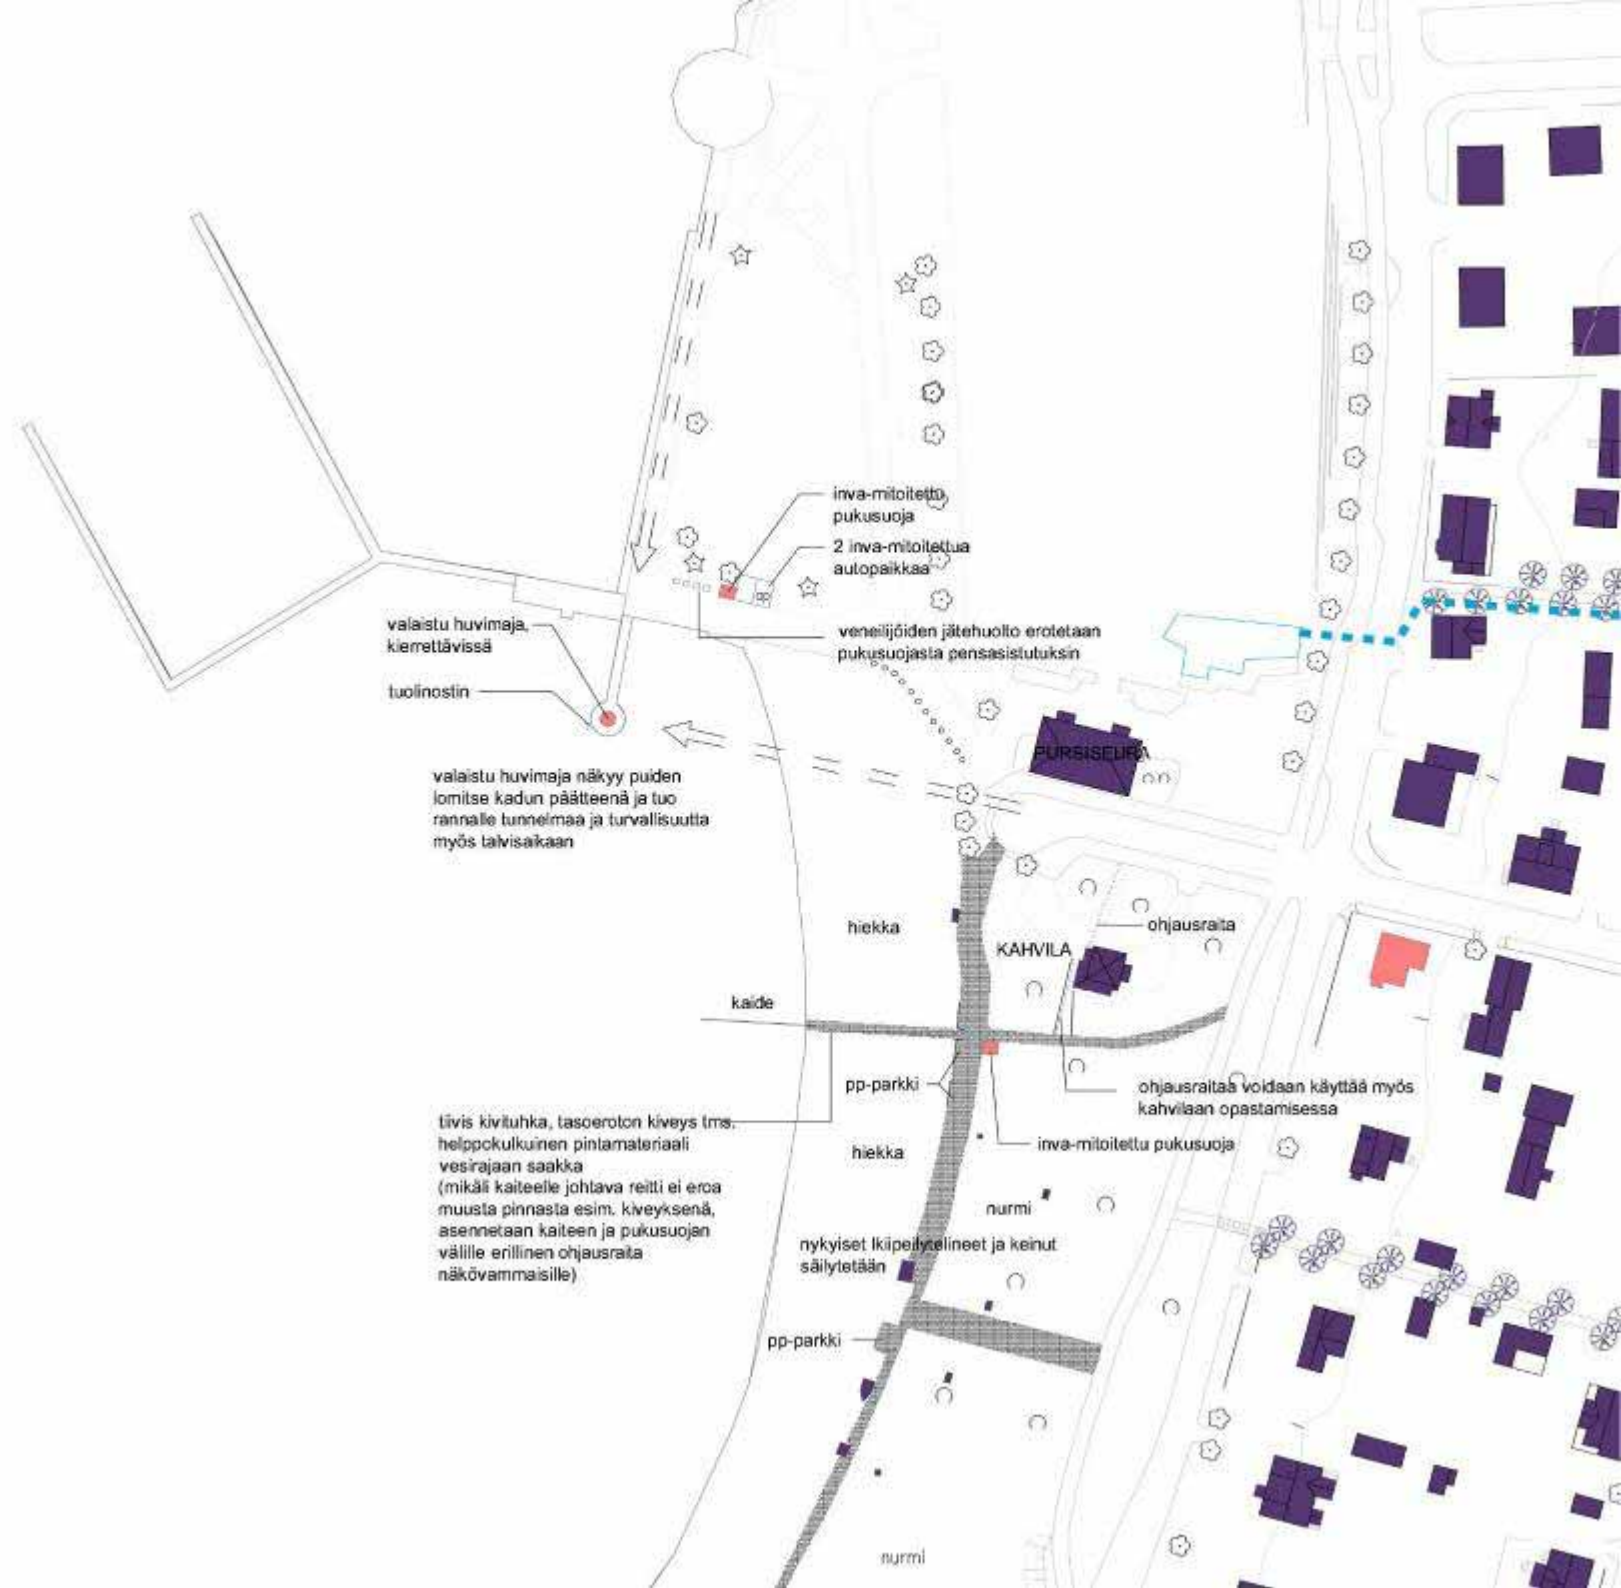 inva-mitoitettu
pukusuoja
2 inva-mitoitettua
autopaikkaa
valaistu huvimaja,
kierrettävissä
veneilijöiden jätehuolto erotetaan
pukusuojasta pensasistutuksin
tuolinostin
PURSISEURA
valaistu huvimaja näkyy puiden
lomitse kadun päätteenä ja tuo
rannalle tunnelmaa ja turvallisuutta
myös talvisaikaan
hiekka
ohjausraita
KAHVILA
kaide
pp-parkki
ohjausraitaa voidaan käyttää myös
kahvilaan opastamisessa
tiivis kivituhka, tasoeroton kiveys tms.
helppokulkuinen pintamateriaali
vesirajaan saakka
(mikäli kaiteelle johtava reitti ei eroa
muusta pinnasta esim. kiveyksenä,
asennetaan kaiteen ja pukusuojan
välille erillinen ohjausraita
näkövammaisille)
inva-mitoitettu pukusuoja
hiekka
nurmi
nykyiset lkiipeilytelineet ja keinut
säilytetään
pp-parkki
nurmi